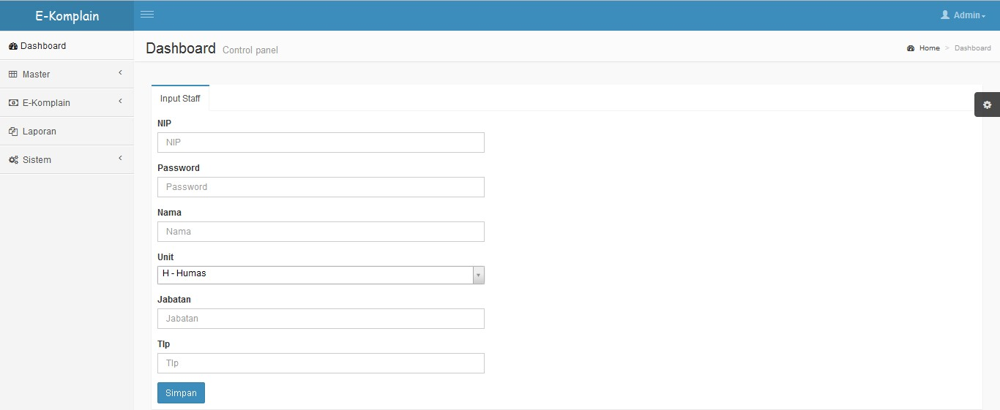 E-Komplain
Admin
Dashboard
Master
E-Komplain
Laporan
Sistem
Dashboard Control panel
Home > Dashboard
Input Staff
NIP
NIP
Password
Password
Nama
Nama
Unit
H - Humas
Jabatan
Jabatan
Tlp
Tlp
Simpan